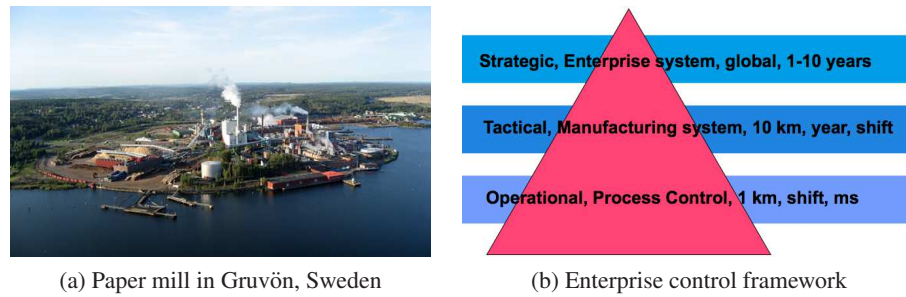 Strategic, Enterprise system, global, 1-10 years
Tactical, Manufacturing system, 10 km, year, shift
Operational, Process Control, 1 km, shift, ms
(a) Paper mill in Gruvön, Sweden
(b) Enterprise control framework